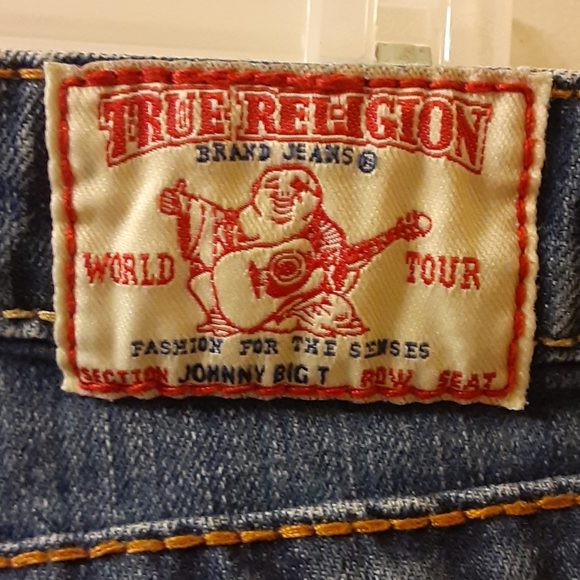 TRUE RELIGION
BRAND JEANS®
WORLD TOUR
FASHION FOR THE SENSES
SECTION JOHNNY BIG T ROW SEAT